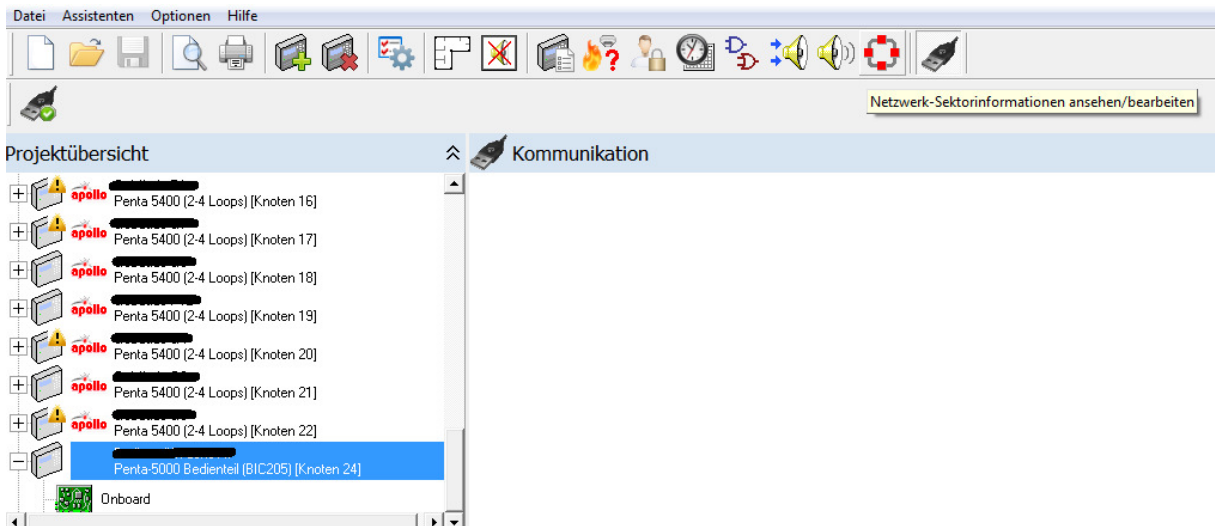 Datei Assistenten Optionen Hilfe
Netzwerk-Sektorinformationen ansehen/bearbeiten
Projektübersicht
Kommunikation
apollo Penta 5400 (2-4 Loops) [Knoten 16]
apollo Penta 5400 (2-4 Loops) [Knoten 17]
apollo Penta 5400 (2-4 Loops) [Knoten 18]
apollo Penta 5400 (2-4 Loops) [Knoten 19]
apollo Penta 5400 (2-4 Loops) [Knoten 20]
apollo Penta 5400 (2-4 Loops) [Knoten 21]
apollo Penta 5400 (2-4 Loops) [Knoten 22]
Penta-5000 Bedienteil (BIC205) [Knoten 24]
Onboard